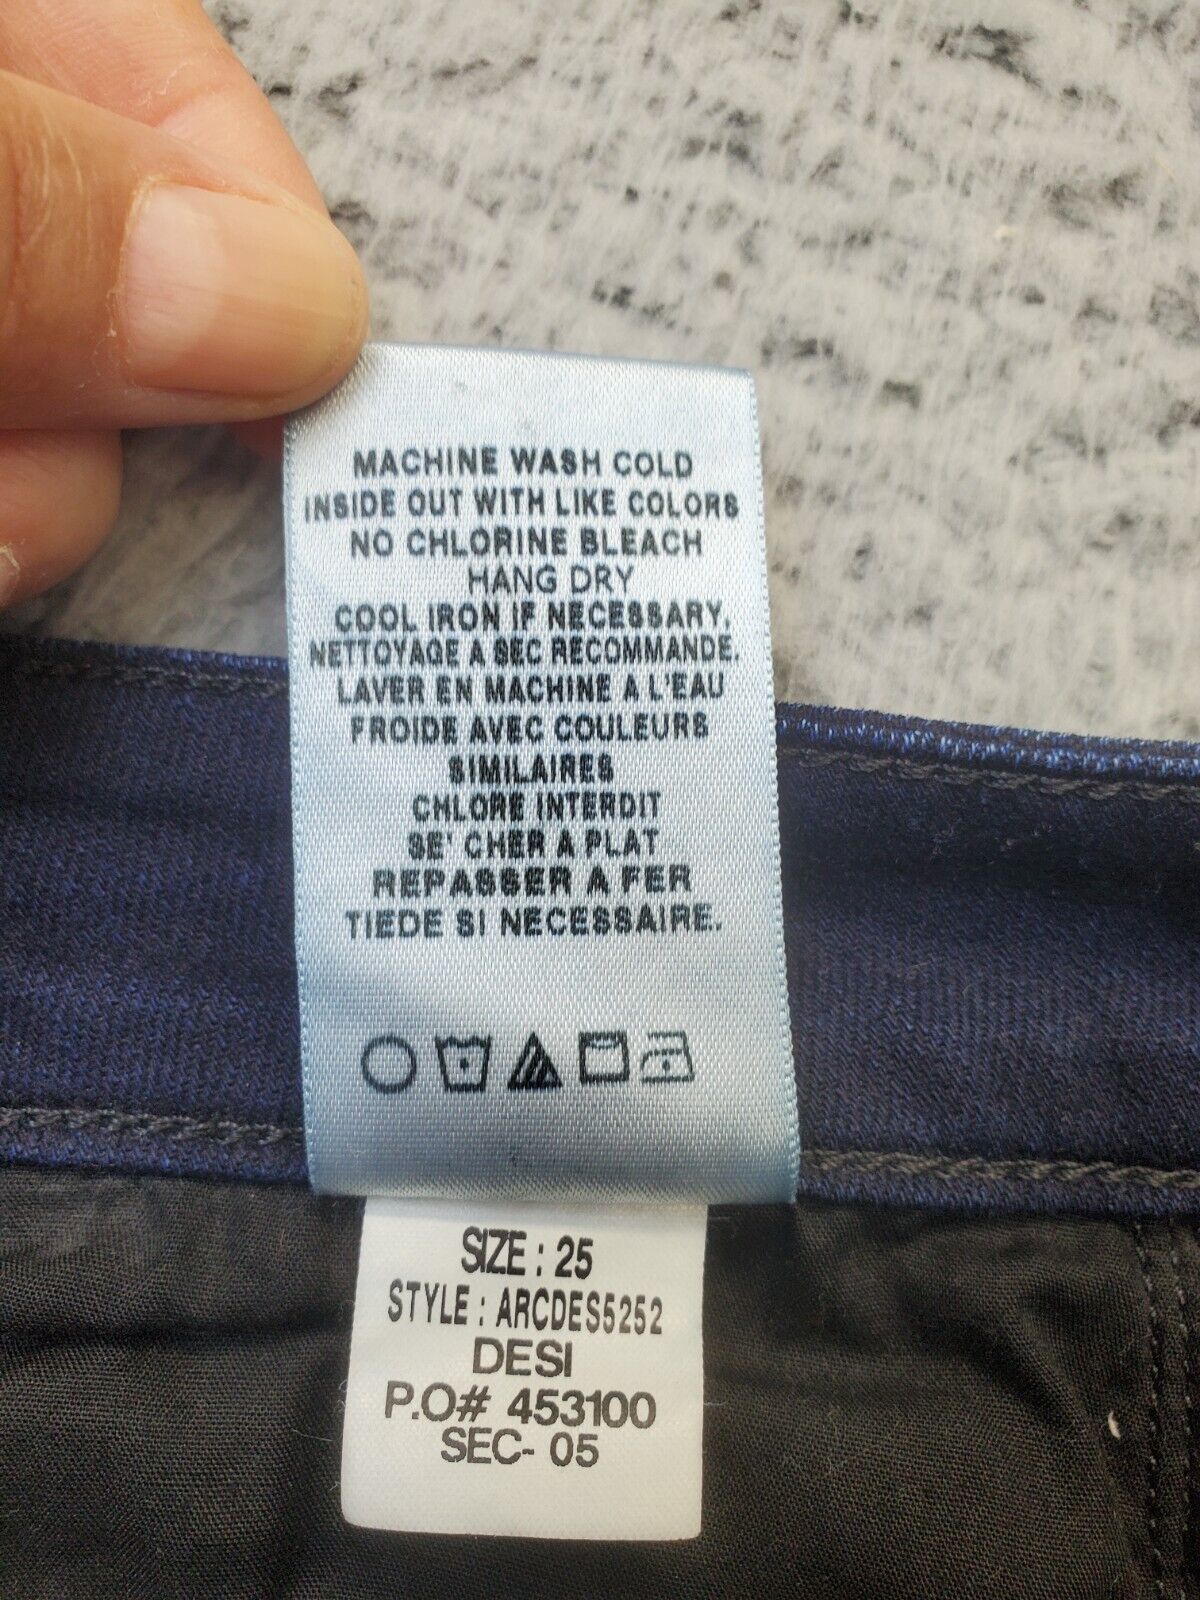 MACHINE WASH COLD
INSIDE OUT WITH LIKE COLORS
NO CHLORINE BLEACH
HANG DRY
COOL IRON IF NECESSARY.
NETTOYAGE A SEC RECOMMANDE.
LAVER EN MACHINE A L'EAU
FROIDE AVEC COULEURS
SIMILAIRES
CHLORE INTERDIT
SE' CHER A PLAT
REPASSER A FER
TIEDE SI NECESSAIRE.
SIZE : 25
STYLE : ARCDES5252
DESI
P.O# 453100
SEC- 05